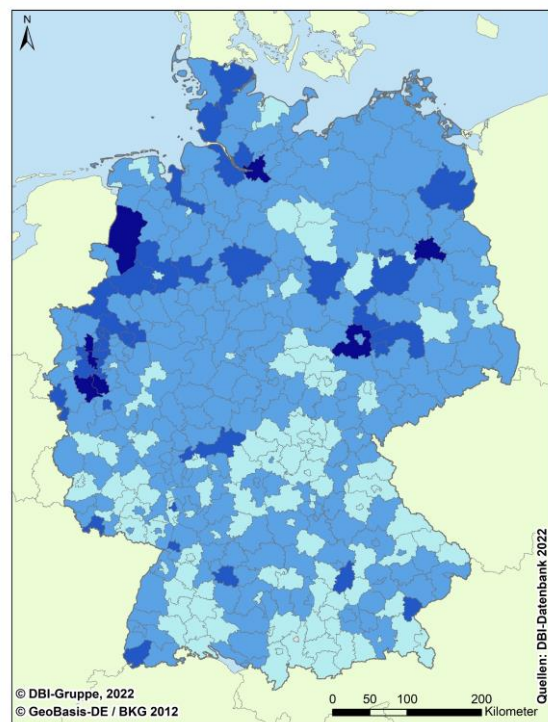 N
© DBI-Gruppe, 2022
© GeoBasis-DE / BKG 2012
0 50 100 200
Kilometer
Quellen: DBI-Datenbank 2022